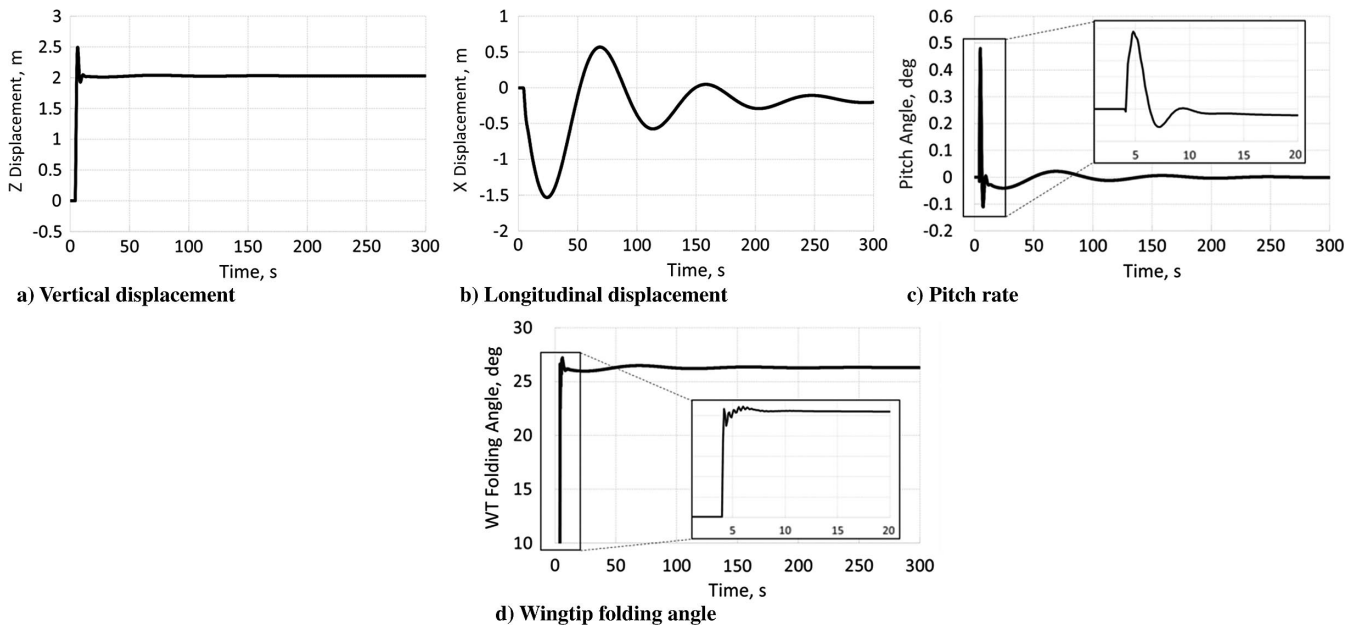 3
2.5
2
1.5
1
0.5
0
-0.5
Z Displacement, m
0 50 100 150 200 250 300
Time, s
a) Vertical displacement
1
0.5
0
-0.5
-1
-1.5
-2
X Displacement, m
0 50 100 150 200 250 300
Time, s
b) Longitudinal displacement
0.6
0.5
0.4
0.3
0.2
0.1
0
-0.1
-0.2
Pitch Angle, deg
5 10 15 20
0 50 100 150 200 250 300
Time, s
c) Pitch rate
30
25
20
15
10
WT Folding Angle, deg
5 10 15 20
0 50 100 150 200 250 300
Time, s
d) Wingtip folding angle